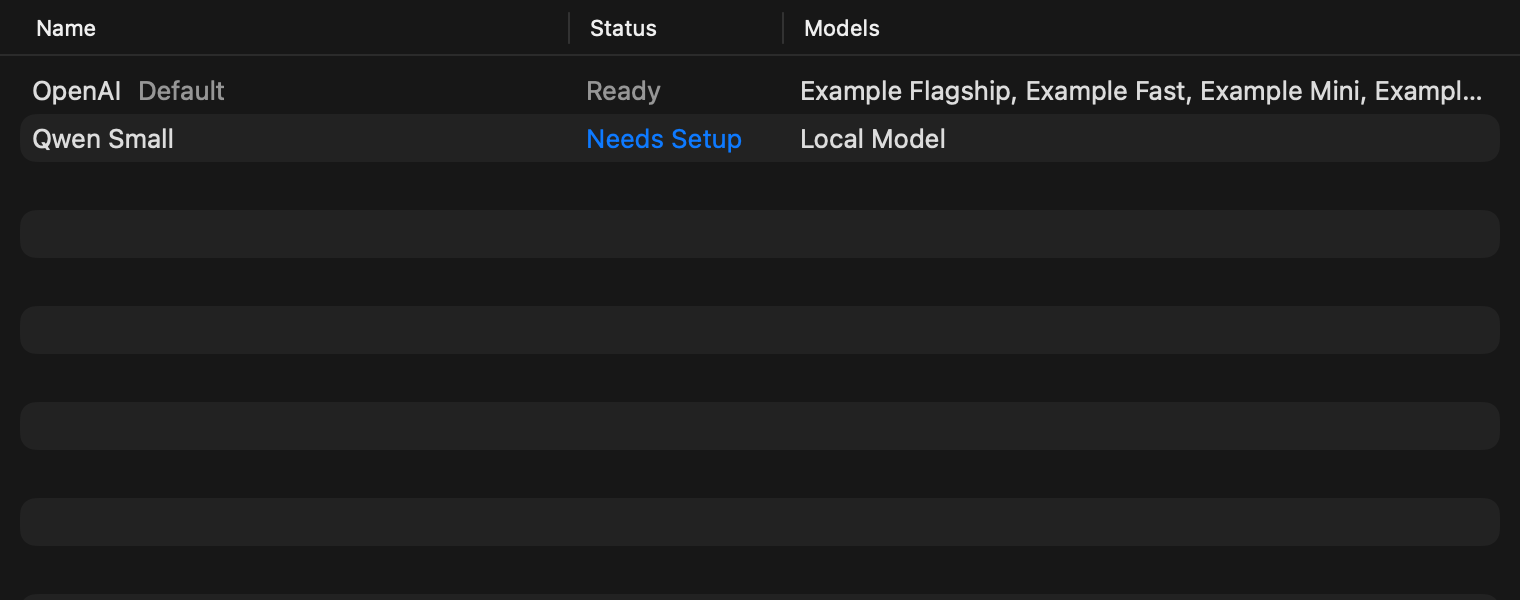 Name Status Models
OpenAI Default Ready Example Flagship, Example Fast, Example Mini, Exampl...
Qwen Small Needs Setup Local Model